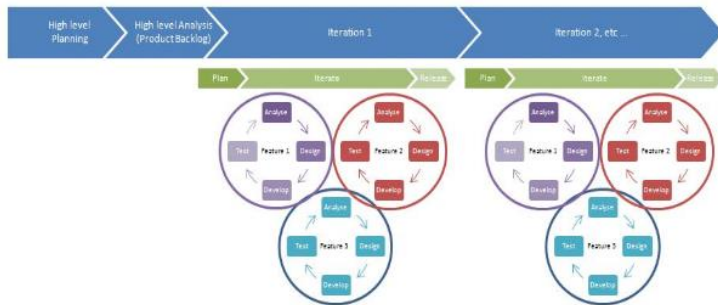 High level
Planning
High level Analysis
(Product Backlog)
Iteration 1
Iteration 2, etc ...
Plan
Iterate
Release
Plan
Iterate
Release
Analyse
Test
Feature 1
Design
Develop
Analyse
Test
Feature 2
Design
Develop
Analyse
Test
Feature 3
Design
Develop
Analyse
Test
Feature 1
Design
Develop
Analyse
Test
Feature 2
Design
Develop
Analyse
Test
Feature 3
Design
Develop